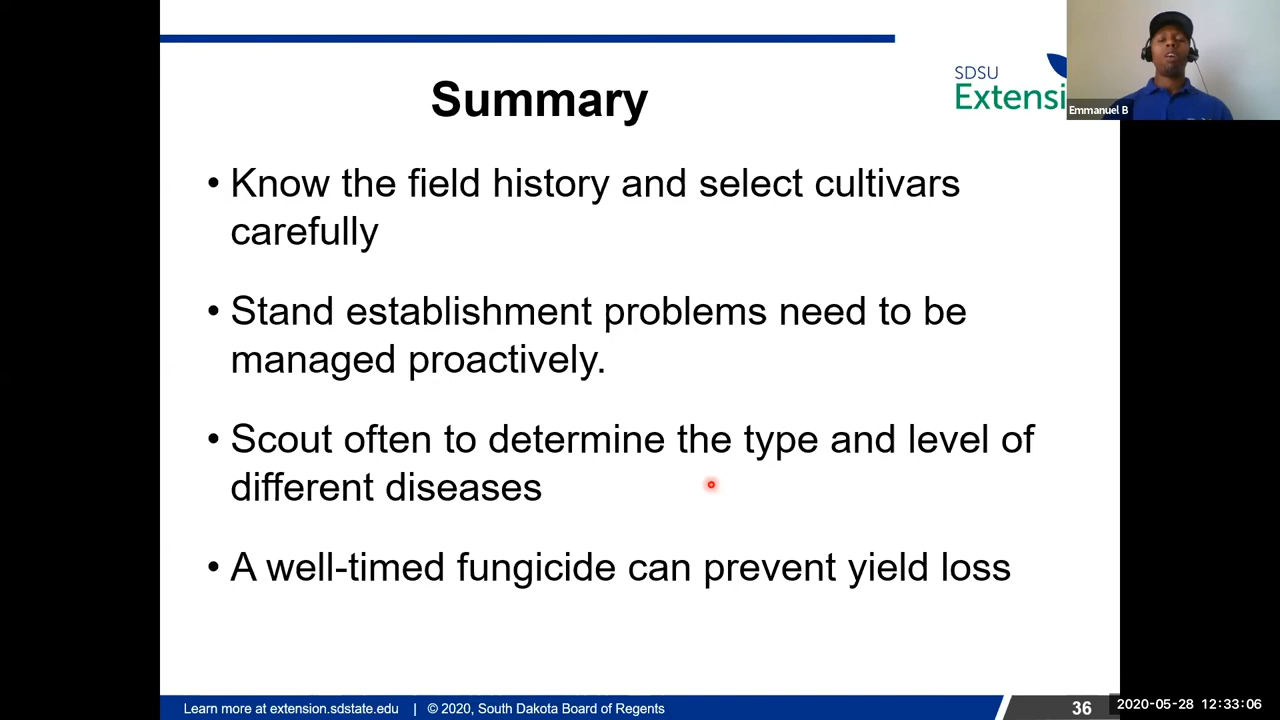 Summary
SDSU
Extensi
Emmanuel B
• Know the field history and select cultivars
carefully
• Stand establishment problems need to be
managed proactively.
• Scout often to determine the type and level of
different diseases
• A well-timed fungicide can prevent yield loss
Learn more at extension.sdstate.edu | © 2020, South Dakota Board of Regents
36
2020-05-28 12:33:06